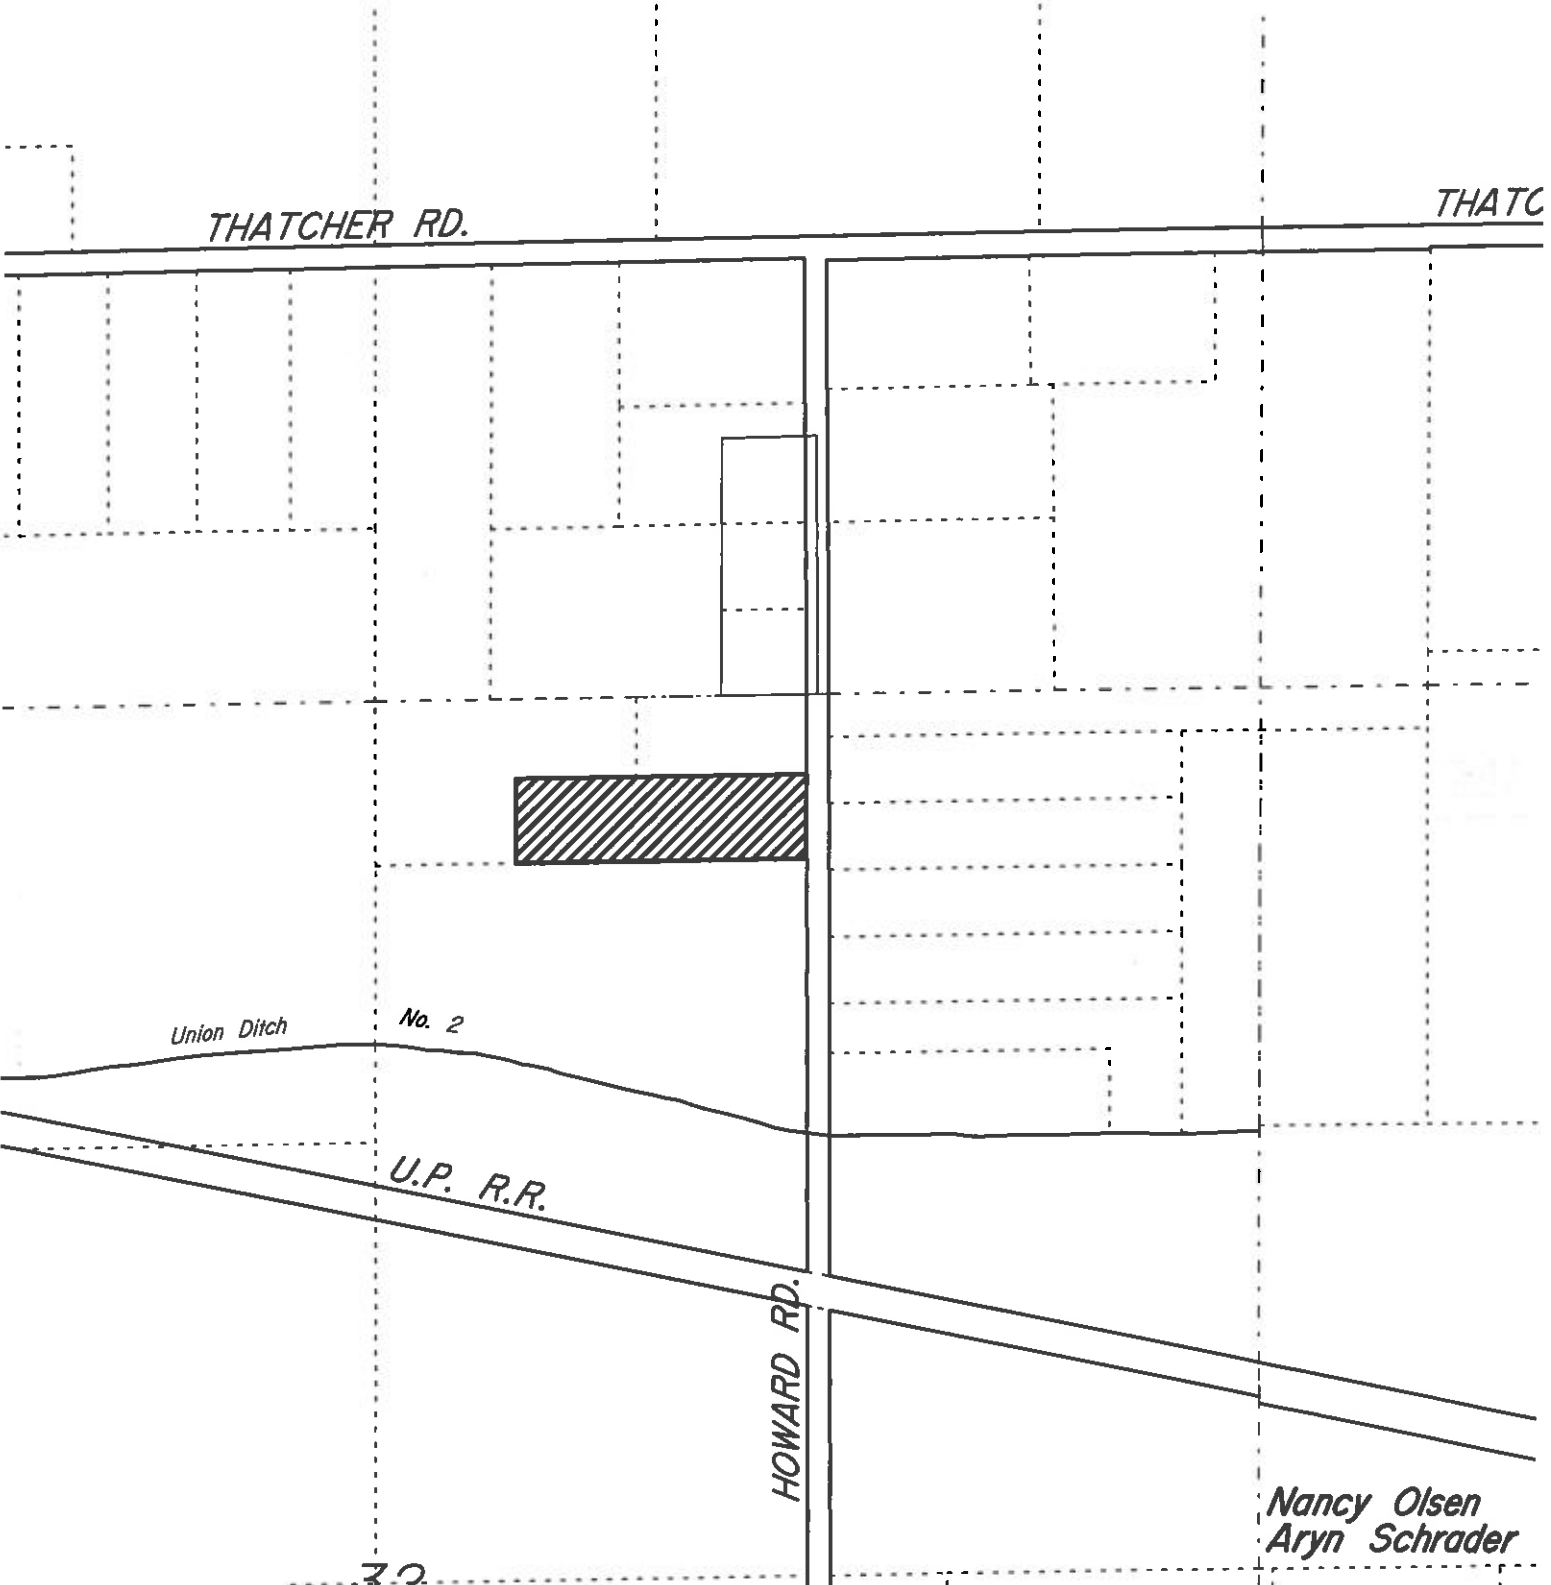 THATCHER RD.
THATC
Union Ditch No. 2
U.P. R.R.
HOWARD RD.
Nancy Olsen
Aryn Schrader